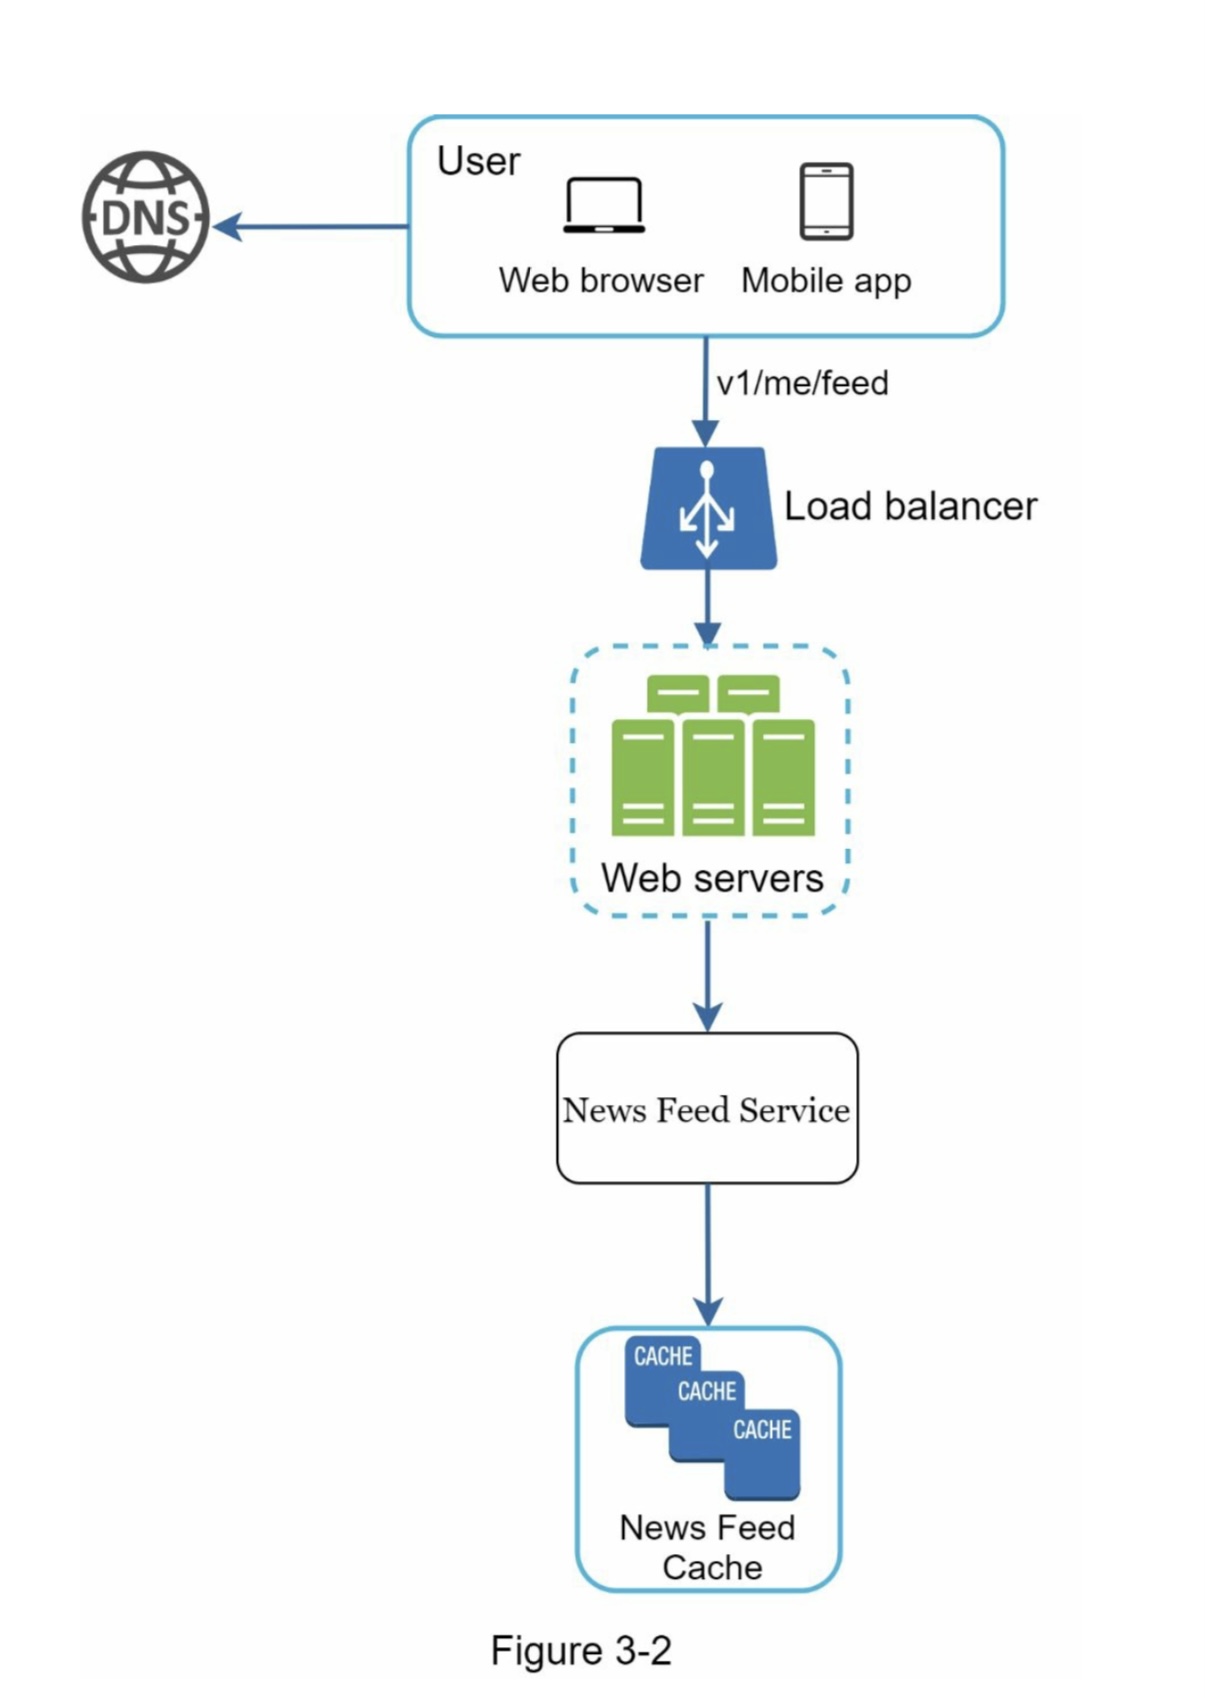 DNS
User
Web browser
Mobile app
v1/me/feed
Load balancer
Web servers
News Feed Service
CACHE
CACHE
CACHE
News Feed
Cache
Figure 3-2